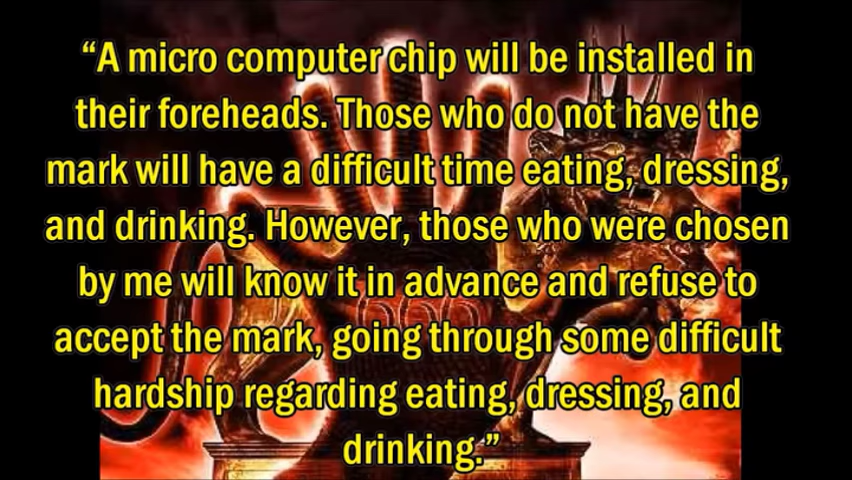 “A micro computer chip will be installed in
their foreheads. Those who do not have the
mark will have a difficult time eating, dressing,
and drinking. However, those who were chosen
by me will know it in advance and refuse to
accept the mark, going through some difficult
hardship regarding eating, dressing, and
drinking.”
666